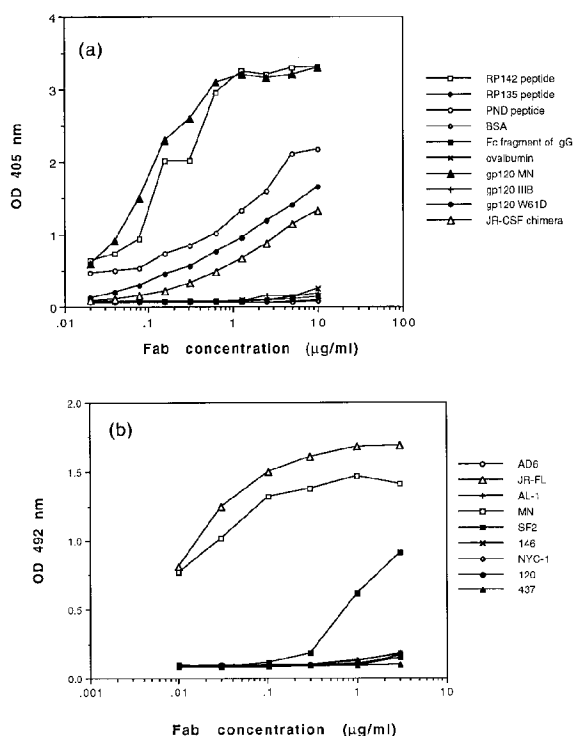 (a)
OD 405 nm
4
3
2
1
0
.01
.1
1
10
100
Fab concentration (µg/ml)
RP142 peptide
RP135 peptide
PND peptide
BSA
Fc fragment of gG
ovalbumin
gp120 MN
gp120 IIIB
gp120 W61D
JR-CSF chimera
(b)
OD 492 nm
2.0
1.5
1.0
0.5
0.0
.001
.01
.1
1
10
Fab concentration (µg/ml)
AD6
JR-FL
AL-1
MN
SF2
146
NYC-1
120
437